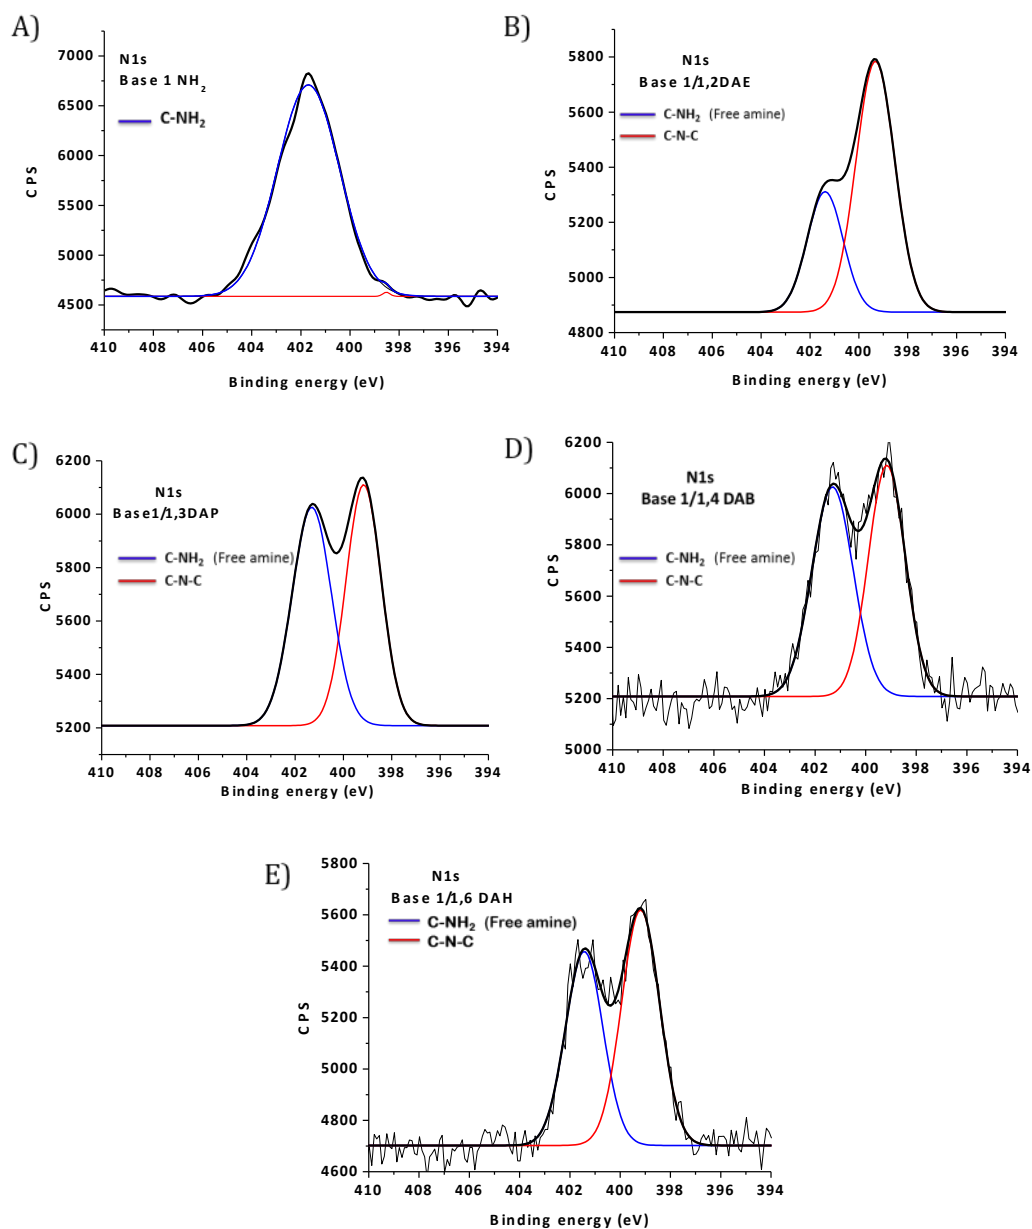 A)
N1s
Base 1 NH₂
C-NH₂
7000
6500
6000
5500
5000
4500
CPS
410 408 406 404 402 400 398 396 394
Binding energy (eV)
B)
N1s
Base 1/1,2DAE
C-NH₂ (Free amine)
C-N-C
5800
5600
5400
5200
5000
4800
CPS
410 408 406 404 402 400 398 396 394
Binding energy (eV)
C)
N1s
Base1/1,3DAP
C-NH₂ (Free amine)
C-N-C
6200
6000
5800
5600
5400
5200
CPS
410 408 406 404 402 400 398 396 394
Binding energy (eV)
D)
N1s
Base 1/1,4 DAB
C-NH₂ (Free amine)
C-N-C
6200
6000
5800
5600
5400
5200
5000
CPS
410 408 406 404 402 400 398 396 394
Binding energy (eV)
E)
N1s
Base 1/1,6 DAH
C-NH₂ (Free amine)
C-N-C
5800
5600
5400
5200
5000
4800
4600
CPS
410 408 406 404 402 400 398 396 394
Binding energy (eV)